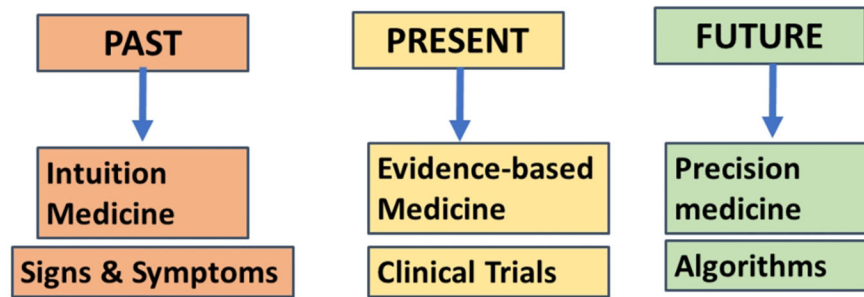 PAST
Intuition
Medicine
Signs & Symptoms
PRESENT
Evidence-based
Medicine
Clinical Trials
FUTURE
Precision
medicine
Algorithms